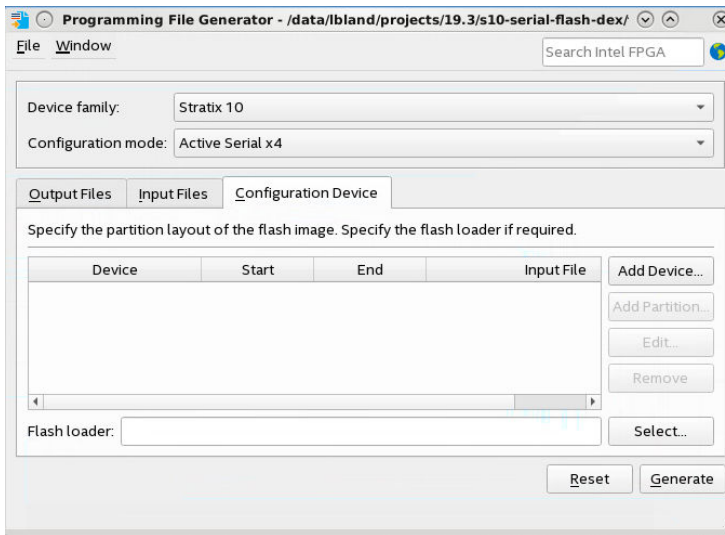 Programming File Generator - /data/lbland/projects/19.3/s10-serial-flash-dex/
File Window
Search Intel FPGA
Device family: Stratix 10
Configuration mode: Active Serial x4
Output Files Input Files Configuration Device
Specify the partition layout of the flash image. Specify the flash loader if required.
Device Start End Input File Add Device...
Add Partition...
Edit...
Remove
Flash loader: Select...
Reset Generate